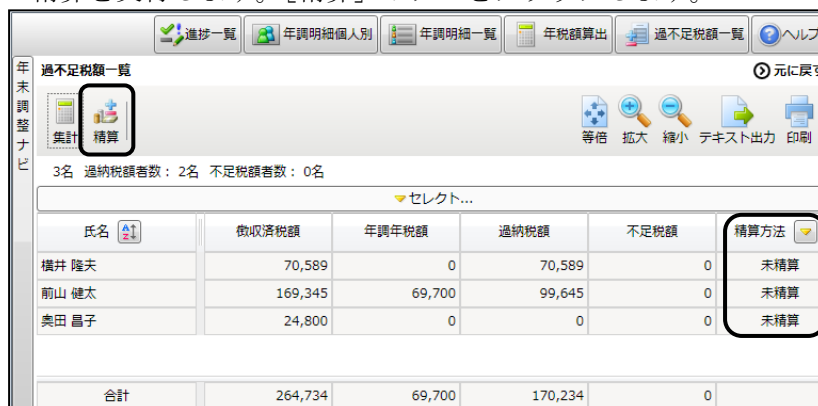 進捗一覧 年調明細個人別 年調明細一覧 年税額算出 過不足税額一覧 ヘルプ
年末調整ナビ
過不足税額一覧 元に戻す
集計 精算 等倍 拡大 縮小 テキスト出力 印刷
3名 過納税額者数: 2名 不足税額者数: 0名
セレクト...
氏名 徴収済税額 年調年税額 過納税額 不足税額 精算方法
横井 隆夫 70,589 0 70,589 0 未精算
前山 健太 169,345 69,700 99,645 0 未精算
奥田 昌子 24,800 0 0 0 未精算
合計 264,734 69,700 170,234 0